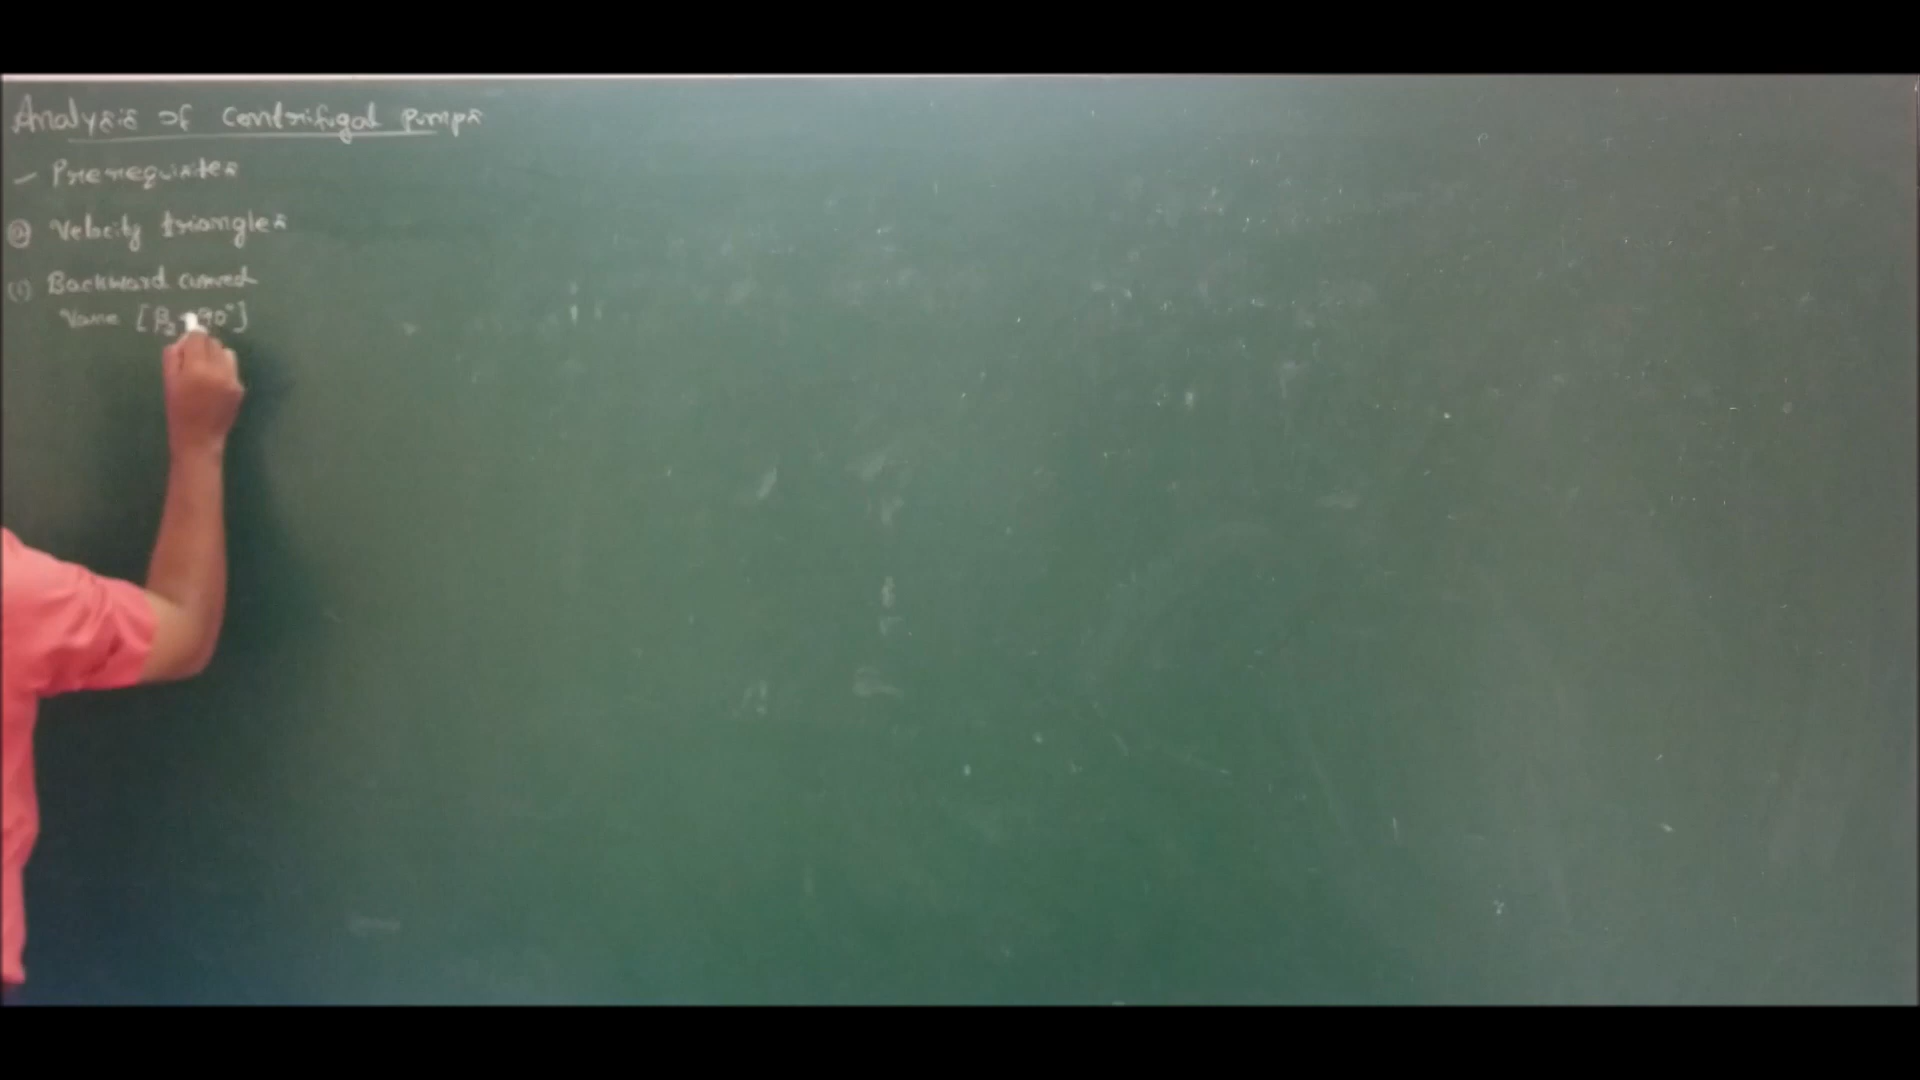 Analysis of Centrifugal Pumps
- Prerequisites
@ Velocity triangles
(i) Backward curved
Vane [β₂ 90°]